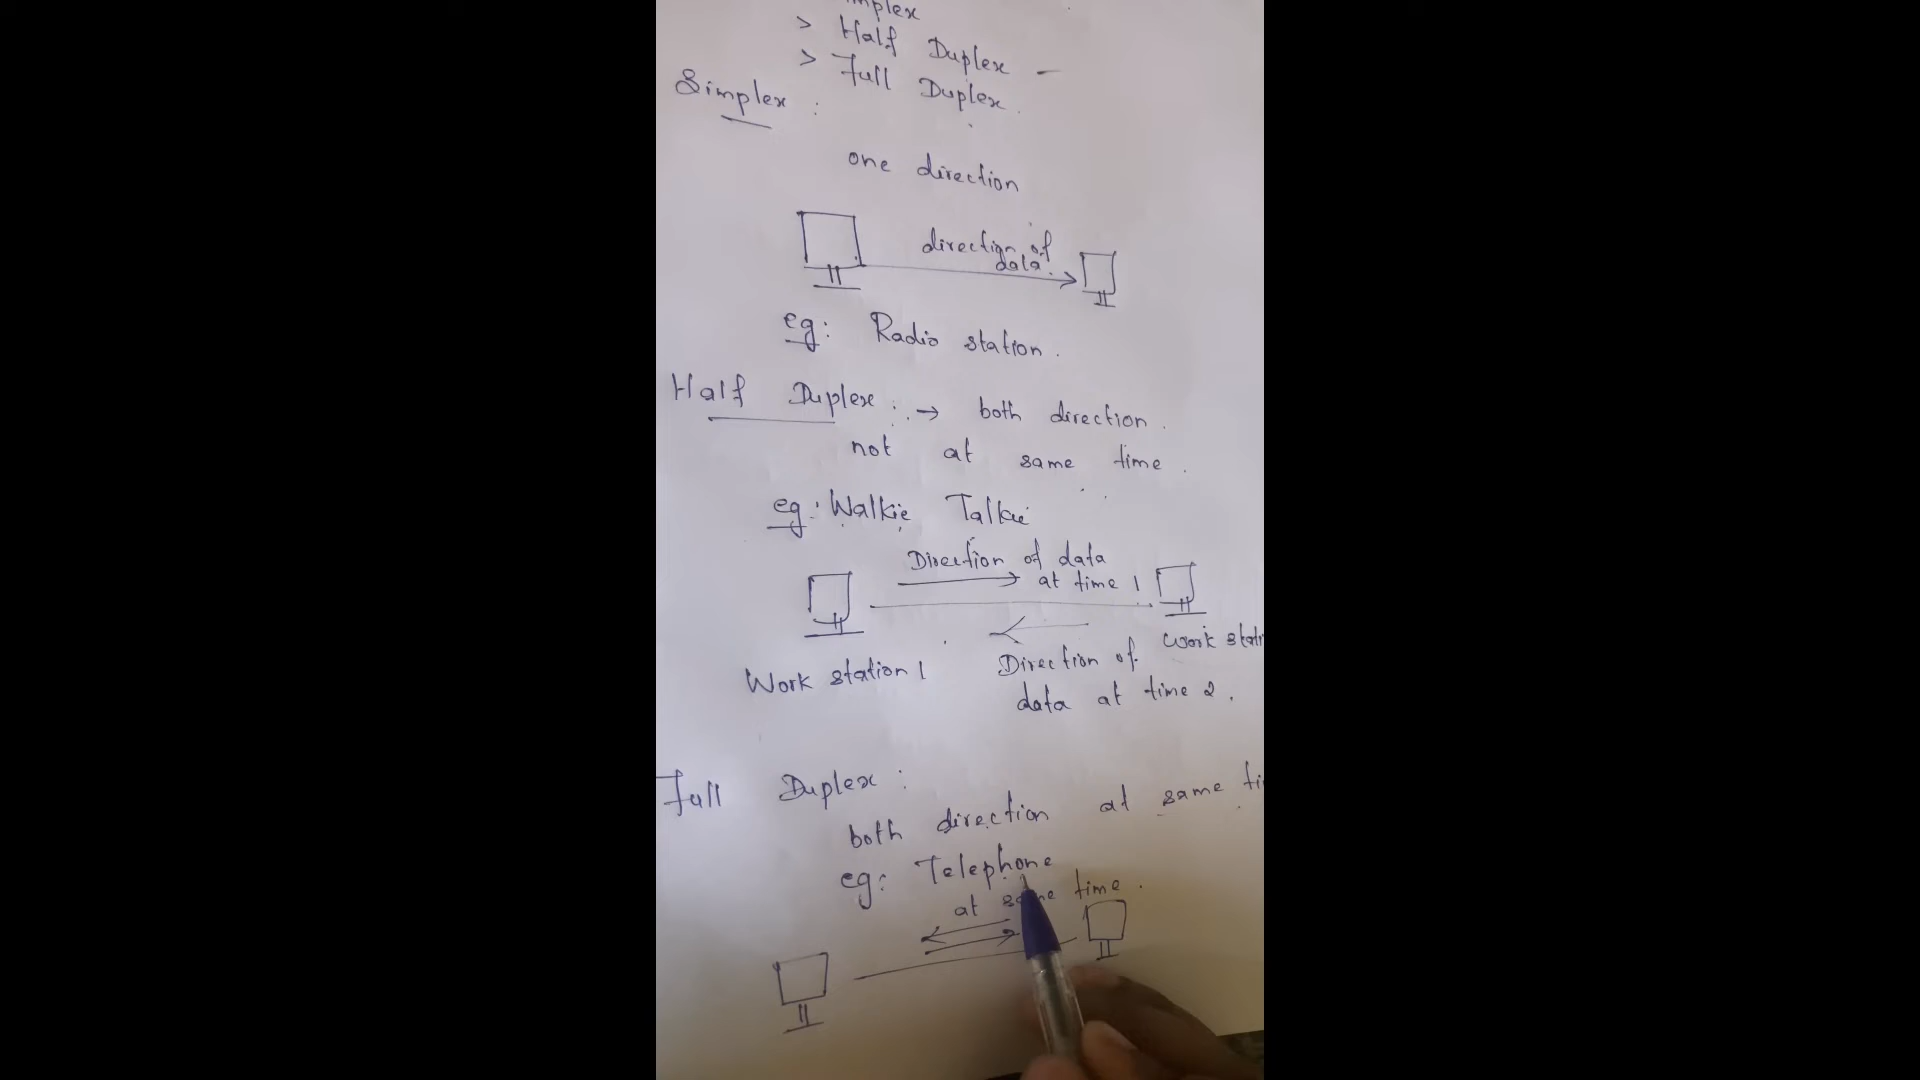 > Half Duplex -
> Full Duplex.
Simplex :
one direction
direction of
data.
eg: Radio station.
Half Duplex : → both direction.
not at same time.
eg: Walkie Talkie
Direction of data
at time 1
Work station 1
Work
Direction of
data at time 2.
Full Duplex :
both direction at same
eg: Telephone
at same time.